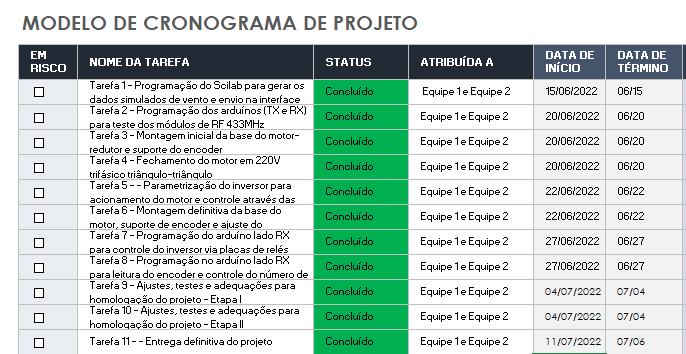 MODELO DE CRONOGRAMA DE PROJETO
EM RISCO NOME DA TAREFA STATUS ATRIBUÍDA A DATA DE INÍCIO DATA DE TÉRMINO
Tarefa 1 - Programação do Scilab para gerar os
dados simulados de vento e envio na interface
Concluído Equipe 1 e Equipe 2 15/06/2022 06/15
Tarefa 2 - Programação dos arduínos (TX e RX)
para teste dos módulos de RF 433MHz
Concluído Equipe 1 e Equipe 2 20/06/2022 06/20
Tarefa 3 - Montagem inicial da base do motor-
redutor e suporte do encoder
Concluído Equipe 1 e Equipe 2 20/06/2022 06/20
Tarefa 4 - Fechamento do motor em 220V
trifásico triângulo-triângulo
Concluído Equipe 1 e Equipe 2 20/06/2022 06/20
Tarefa 5 - - Parametrização do inversor para
acionamento do motor e controle através das
Concluído Equipe 1 e Equipe 2 22/06/2022 06/22
Tarefa 6 - Montagem definitiva da base do
motor, suporte de encoder e ajuste do
Concluído Equipe 1 e Equipe 2 22/06/2022 06/22
Tarefa 7 - Programação do arduíno lado RX
para controle do inversor via placas de relés
Concluído Equipe 1 e Equipe 2 27/06/2022 06/27
Tarefa 8 - Programação no arduíno lado RX
para leitura do encoder e controle do número de
Concluído Equipe 1 e Equipe 2 27/06/2022 06/27
Tarefa 9 - Ajustes, testes e adequações para
homologação do projeto - Etapa I
Concluído Equipe 1 e Equipe 2 04/07/2022 07/04
Tarefa 10 - Ajustes, testes e adequações para
homologação do projeto - Etapa II
Concluído Equipe 1 e Equipe 2 04/07/2022 07/04
Tarefa 11 - - Entrega definitiva do projeto
Concluído Equipe 1 e Equipe 2 11/07/2022 07/06